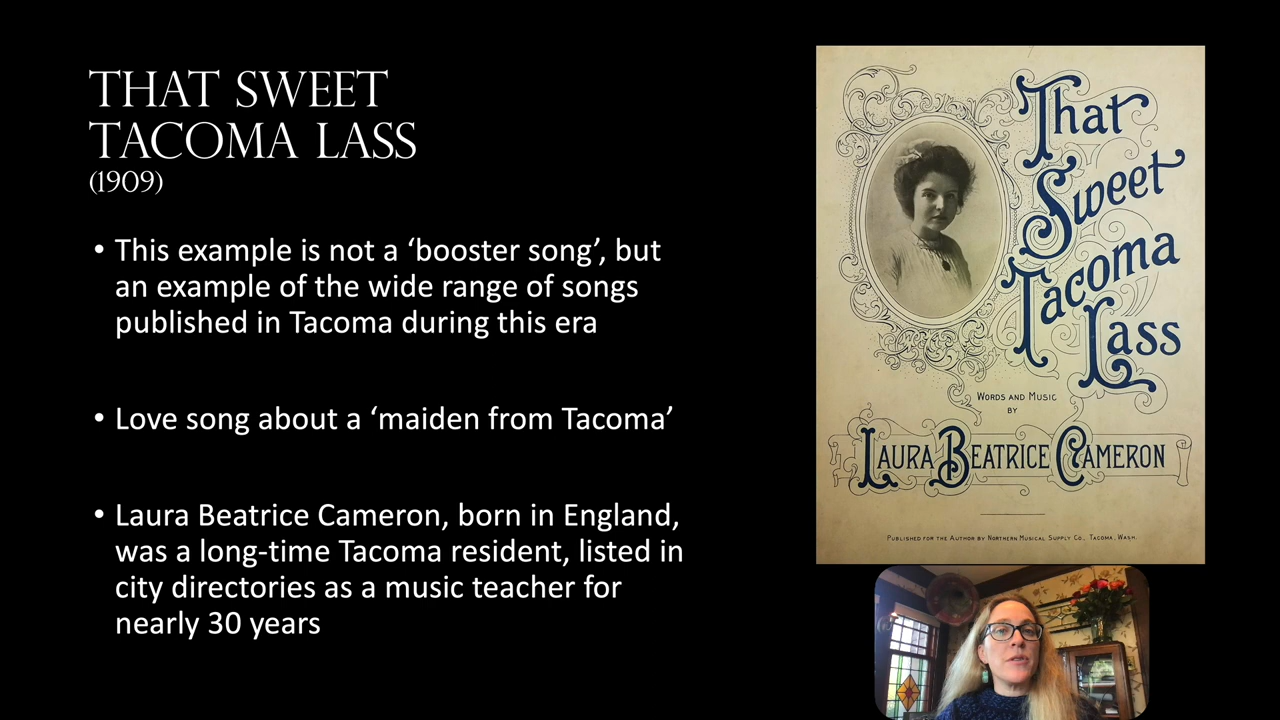 THAT SWEET
TACOMA LASS
(1909)
• This example is not a ‘booster song’, but
an example of the wide range of songs
published in Tacoma during this era
• Love song about a ‘maiden from Tacoma’
• Laura Beatrice Cameron, born in England,
was a long-time Tacoma resident, listed in
city directories as a music teacher for
nearly 30 years
That
Sweet
Tacoma
Lass
WORDS AND MUSIC
BY
LAURA BEATRICE CAMERON
PUBLISHED FOR THE AUTHOR BY NORTHERN MUSICAL SUPPLY CO., TACOMA, WASH.